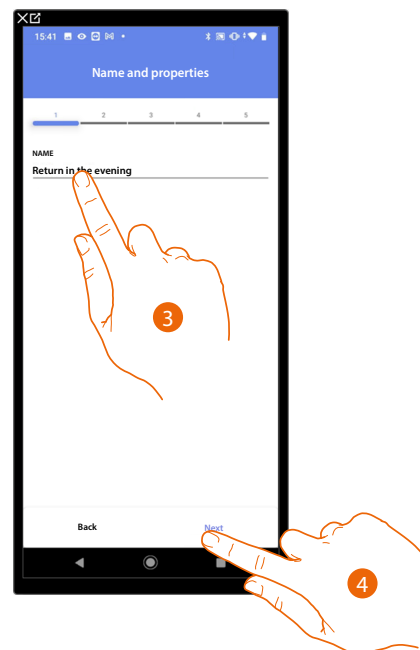 15:41
Name and properties
1 2 3 4 5
NAME
Return in the evening
3
Back Next
4